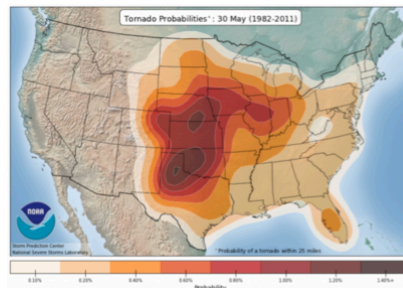 Tornado Probabilities*: 30 May (1982-2011)
NOAA
Storm Prediction Center
National Severe Storms Laboratory
*Probability of a tornado within 25 miles
0.10% 0.20% 0.40% 0.60% 0.80% 1.00% 1.20% 1.40%+
Probability